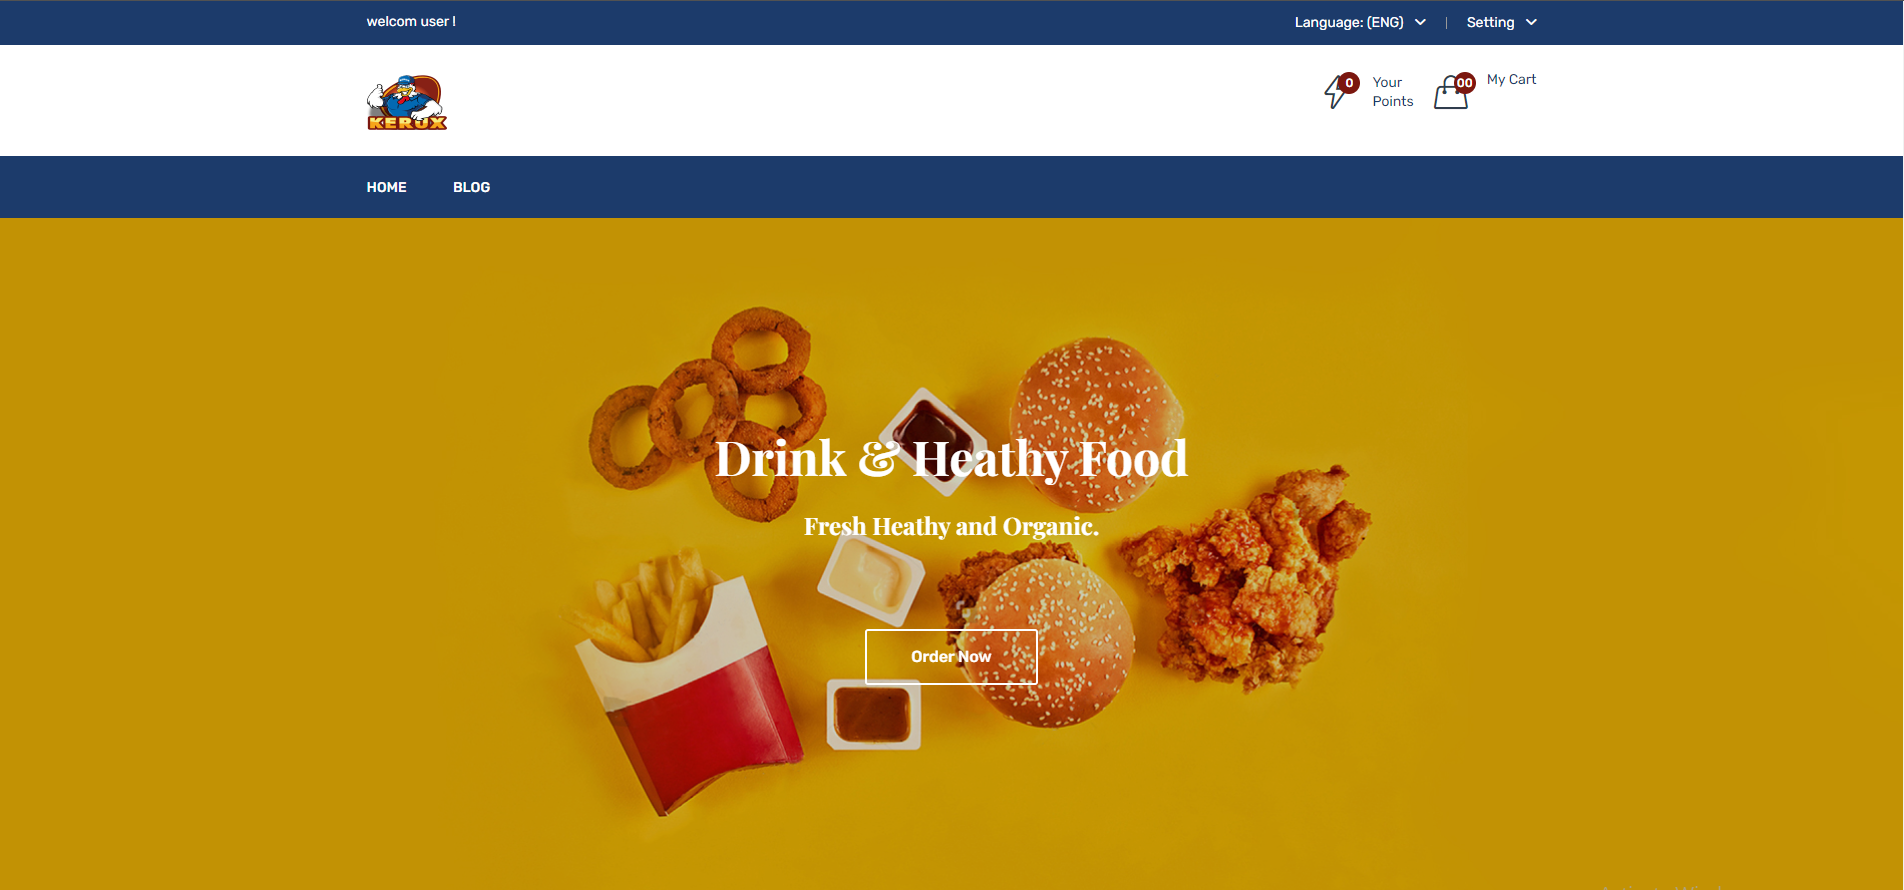 welcom user !
Language: (ENG)
|
Setting
KEROX
0
Your
Points
00
My Cart
HOME
BLOG
Drink & Heathy Food
Fresh Heathy and Organic.
Order Now